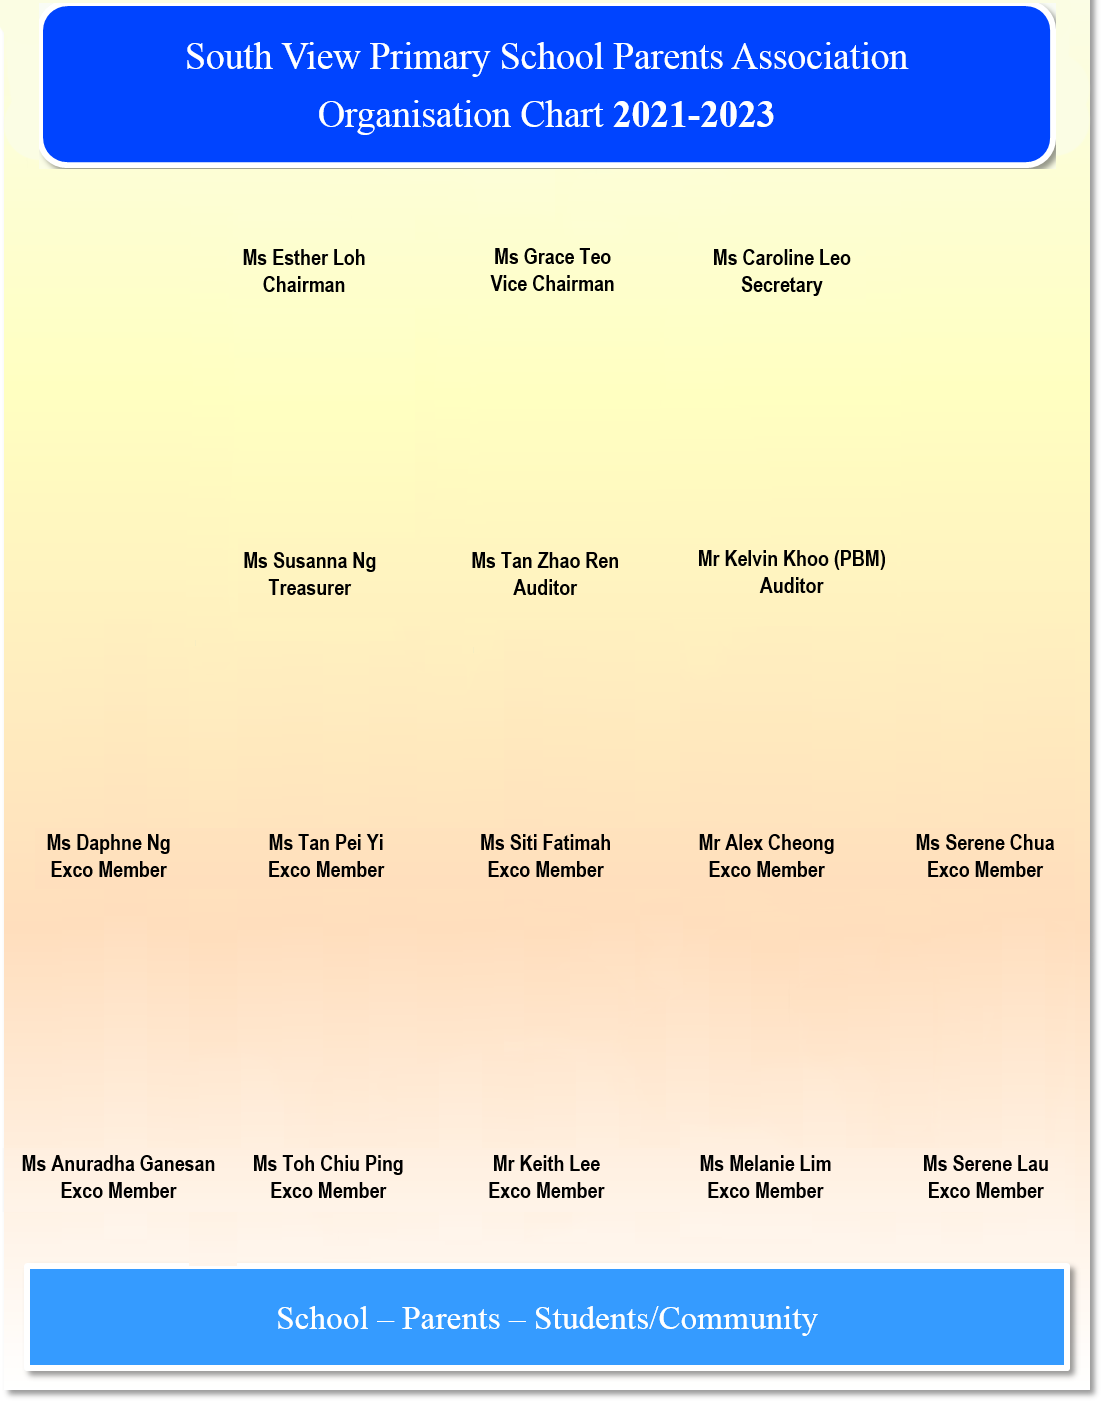 South View Primary School Parents Association
Organisation Chart 2021-2023
Ms Esther Loh
Chairman
Ms Grace Teo
Vice Chairman
Ms Caroline Leo
Secretary
Ms Susanna Ng
Treasurer
Ms Tan Zhao Ren
Auditor
Mr Kelvin Khoo (PBM)
Auditor
Ms Daphne Ng
Exco Member
Ms Tan Pei Yi
Exco Member
Ms Siti Fatimah
Exco Member
Mr Alex Cheong
Exco Member
Ms Serene Chua
Exco Member
Ms Anuradha Ganesan
Exco Member
Ms Toh Chiu Ping
Exco Member
Mr Keith Lee
Exco Member
Ms Melanie Lim
Exco Member
Ms Serene Lau
Exco Member
School – Parents – Students/Community